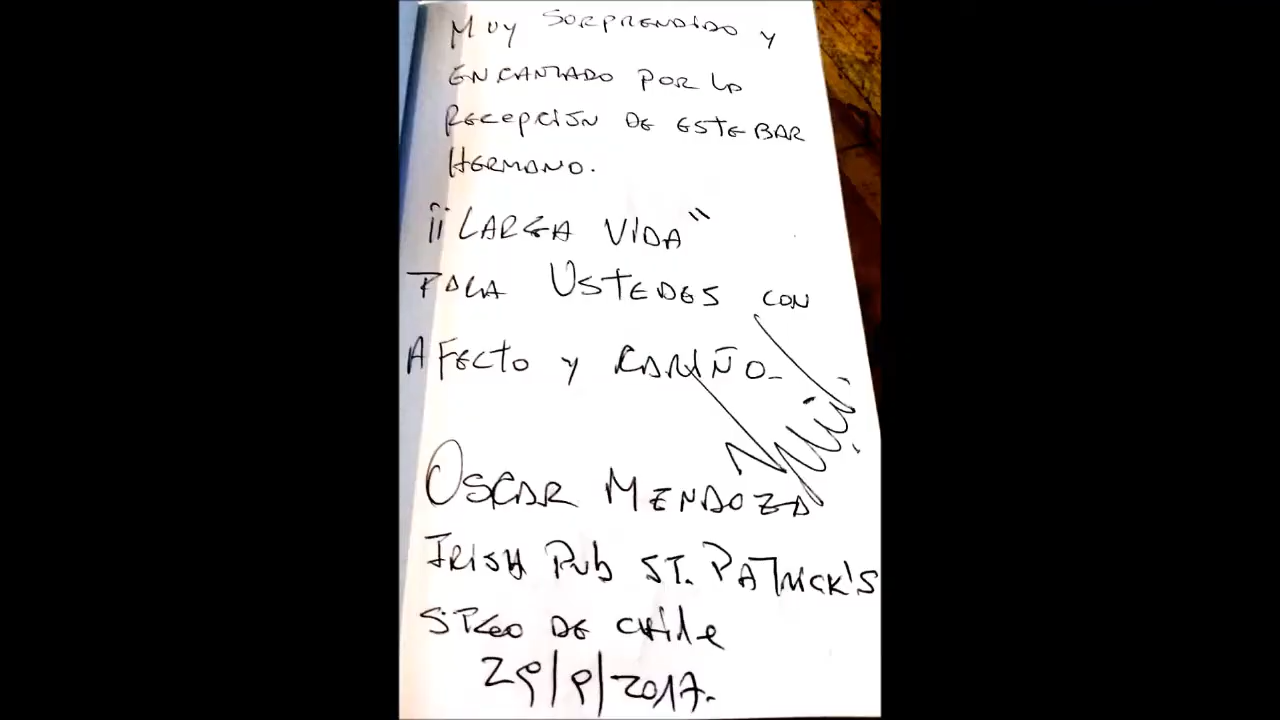 MUY SORPRENDIDO Y
ENCANTADO POR LA
RECEPCION DE ESTE BAR
HERMANO.
¡¡LARGA VIDA"
PARA USTEDES CON
AFECTO Y CARIÑO-
OSCAR MENDOZA
IRISH PUB ST. PATRICK'S
STGO DE CHILE
29/9/2017.